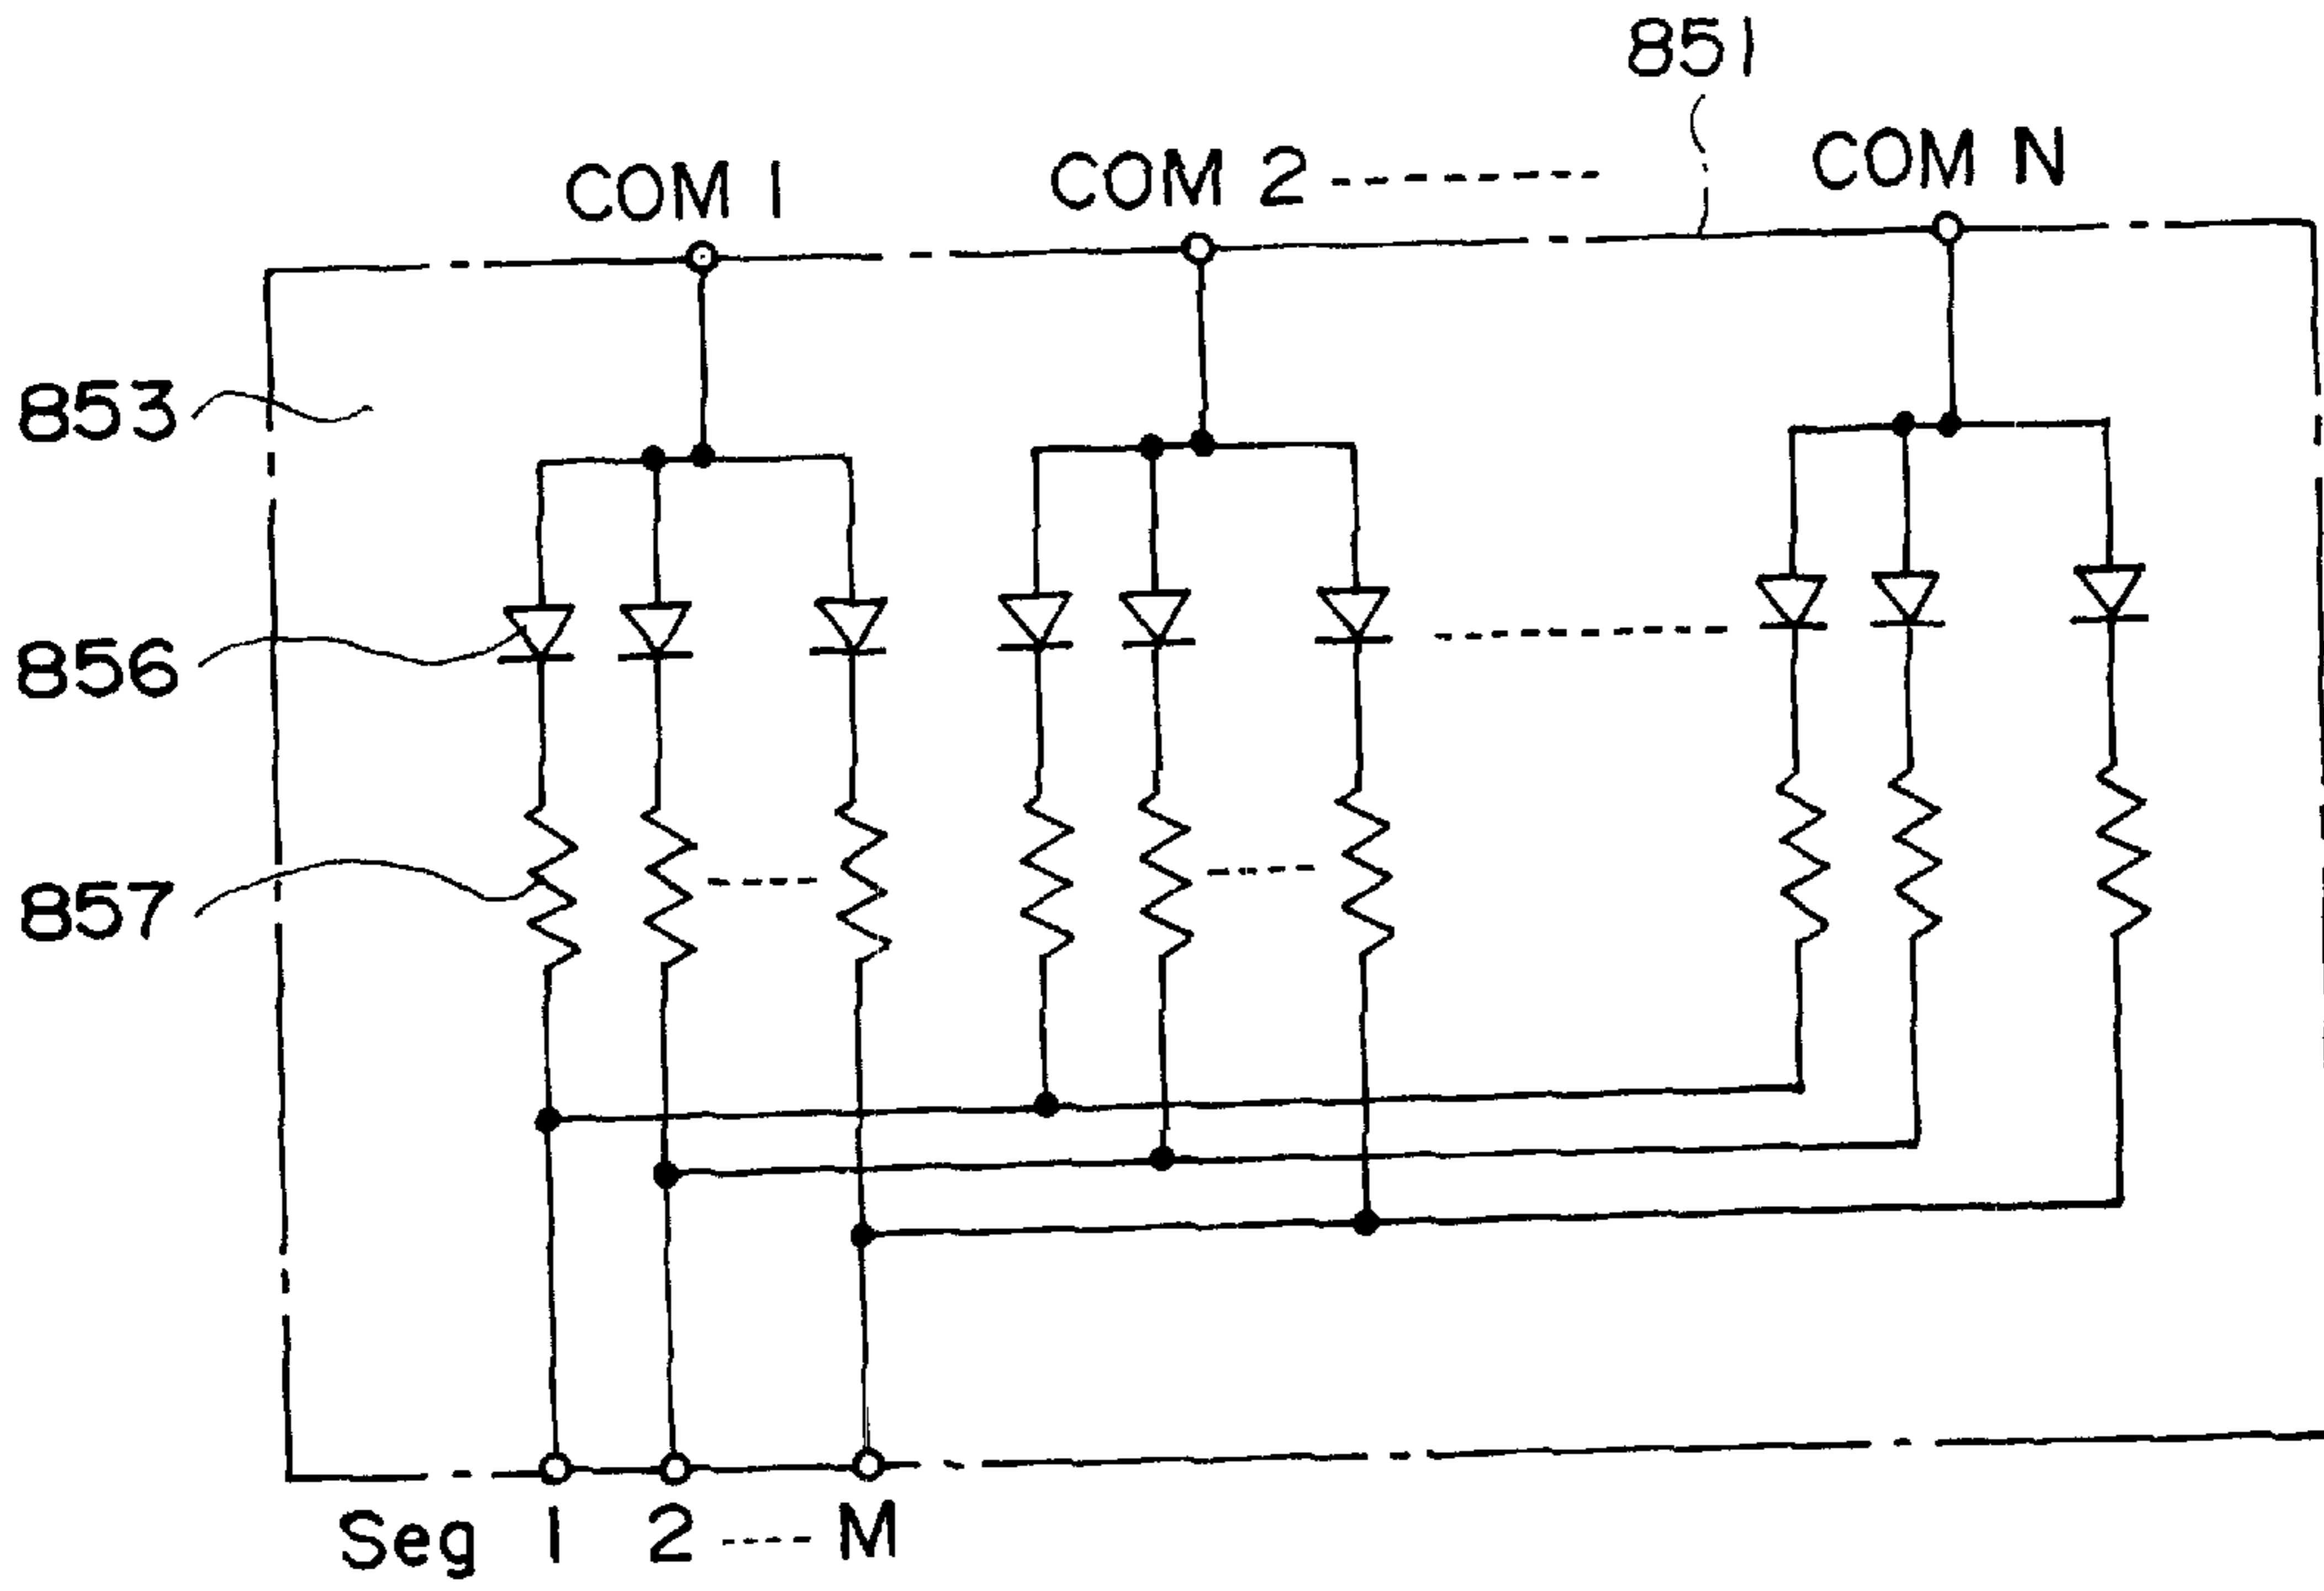 851
COM 1 COM 2 --------- COM N
853
856
857
Seg 1 2 ---- M